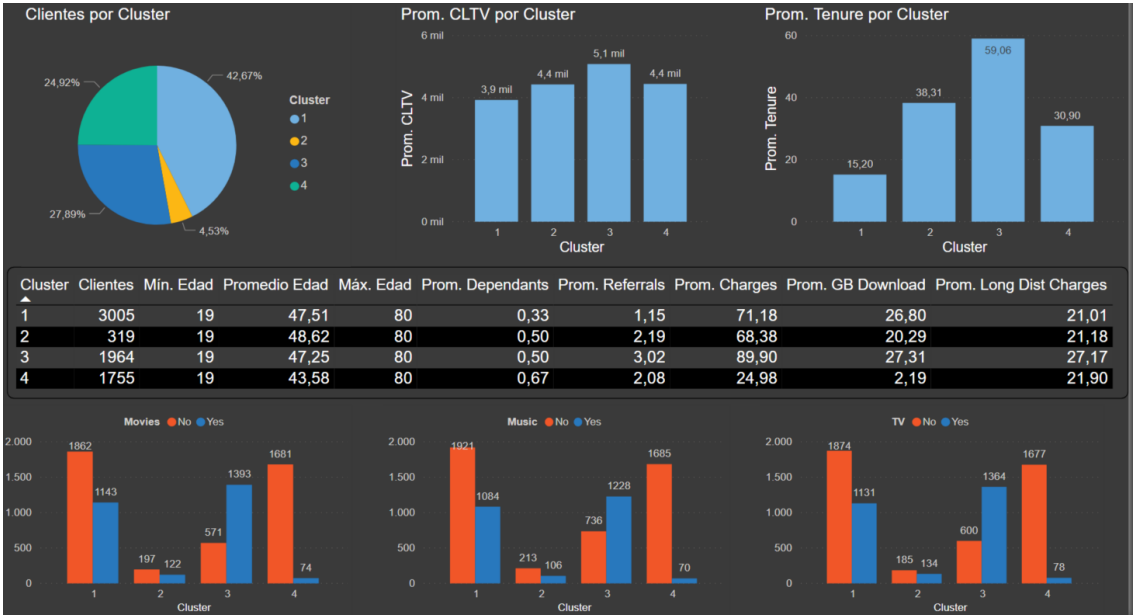 Clientes por Cluster
42,67%
4,53%
27,89%
24,92%
Cluster
1
2
3
4
Prom. CLTV por Cluster
Prom. CLTV
6 mil
4 mil
2 mil
0 mil
3,9 mil
4,4 mil
5,1 mil
4,4 mil
1 2 3 4
Cluster
Prom. Tenure por Cluster
Prom. Tenure
60
40
20
0
15,20
38,31
59,06
30,90
1 2 3 4
Cluster
Cluster Clientes Mín. Edad Promedio Edad Máx. Edad Prom. Dependants Prom. Referrals Prom. Charges Prom. GB Download Prom. Long Dist Charges
1 3005 19 47,51 80 0,33 1,15 71,18 26,80 21,01
2 319 19 48,62 80 0,50 2,19 68,38 20,29 21,18
3 1964 19 47,25 80 0,50 3,02 89,90 27,31 27,17
4 1755 19 43,58 80 0,67 2,08 24,98 2,19 21,90
Movies No Yes
2.000
1.500
1.000
500
0
1862 1143
197 122
571 1393
1681 74
1 2 3 4
Cluster
Music No Yes
2.000
1.500
1.000
500
0
1921 1084
213 106
736 1228
1685 70
1 2 3 4
Cluster
TV No Yes
2.000
1.500
1.000
500
0
1874 1131
185 134
600 1364
1677 78
1 2 3 4
Cluster